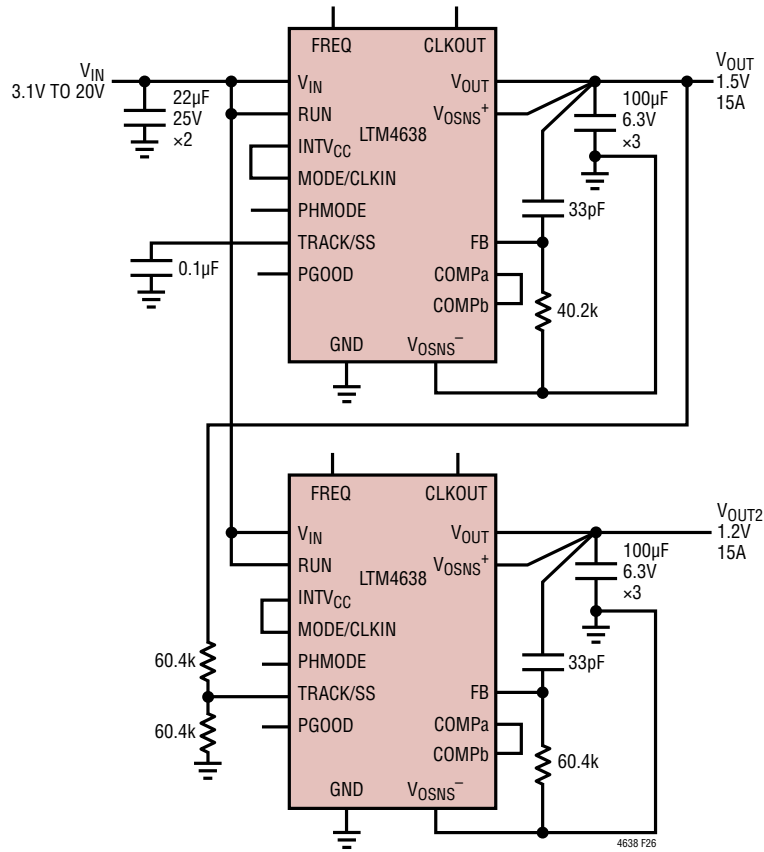 FREQ
CLKOUT
VIN
3.1V TO 20V
22µF
25V
×2
VIN
RUN
INTVCC
MODE/CLKIN
PHMODE
TRACK/SS
PGOOD
LTM4638
VOUT
VOSNS+
FB
COMPa
COMPb
GND
VOSNS–
0.1µF
33pF
40.2k
100µF
6.3V
×3
VOUT
1.5V
15A
FREQ
CLKOUT
VIN
RUN
INTVCC
MODE/CLKIN
PHMODE
TRACK/SS
PGOOD
LTM4638
VOUT
VOSNS+
FB
COMPa
COMPb
GND
VOSNS–
60.4k
60.4k
33pF
60.4k
100µF
6.3V
×3
VOUT2
1.2V
15A
4638 F26